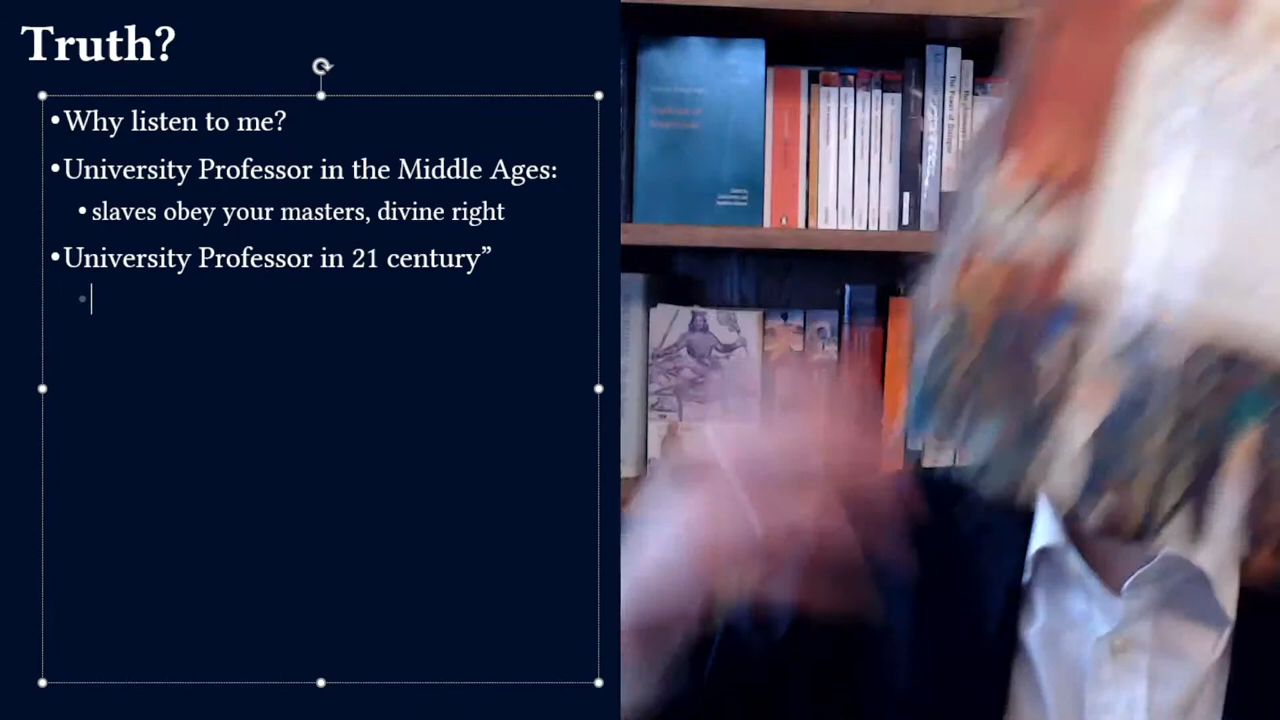 Truth?
•Why listen to me?
•University Professor in the Middle Ages:
•slaves obey your masters, divine right
•University Professor in 21 century”
•